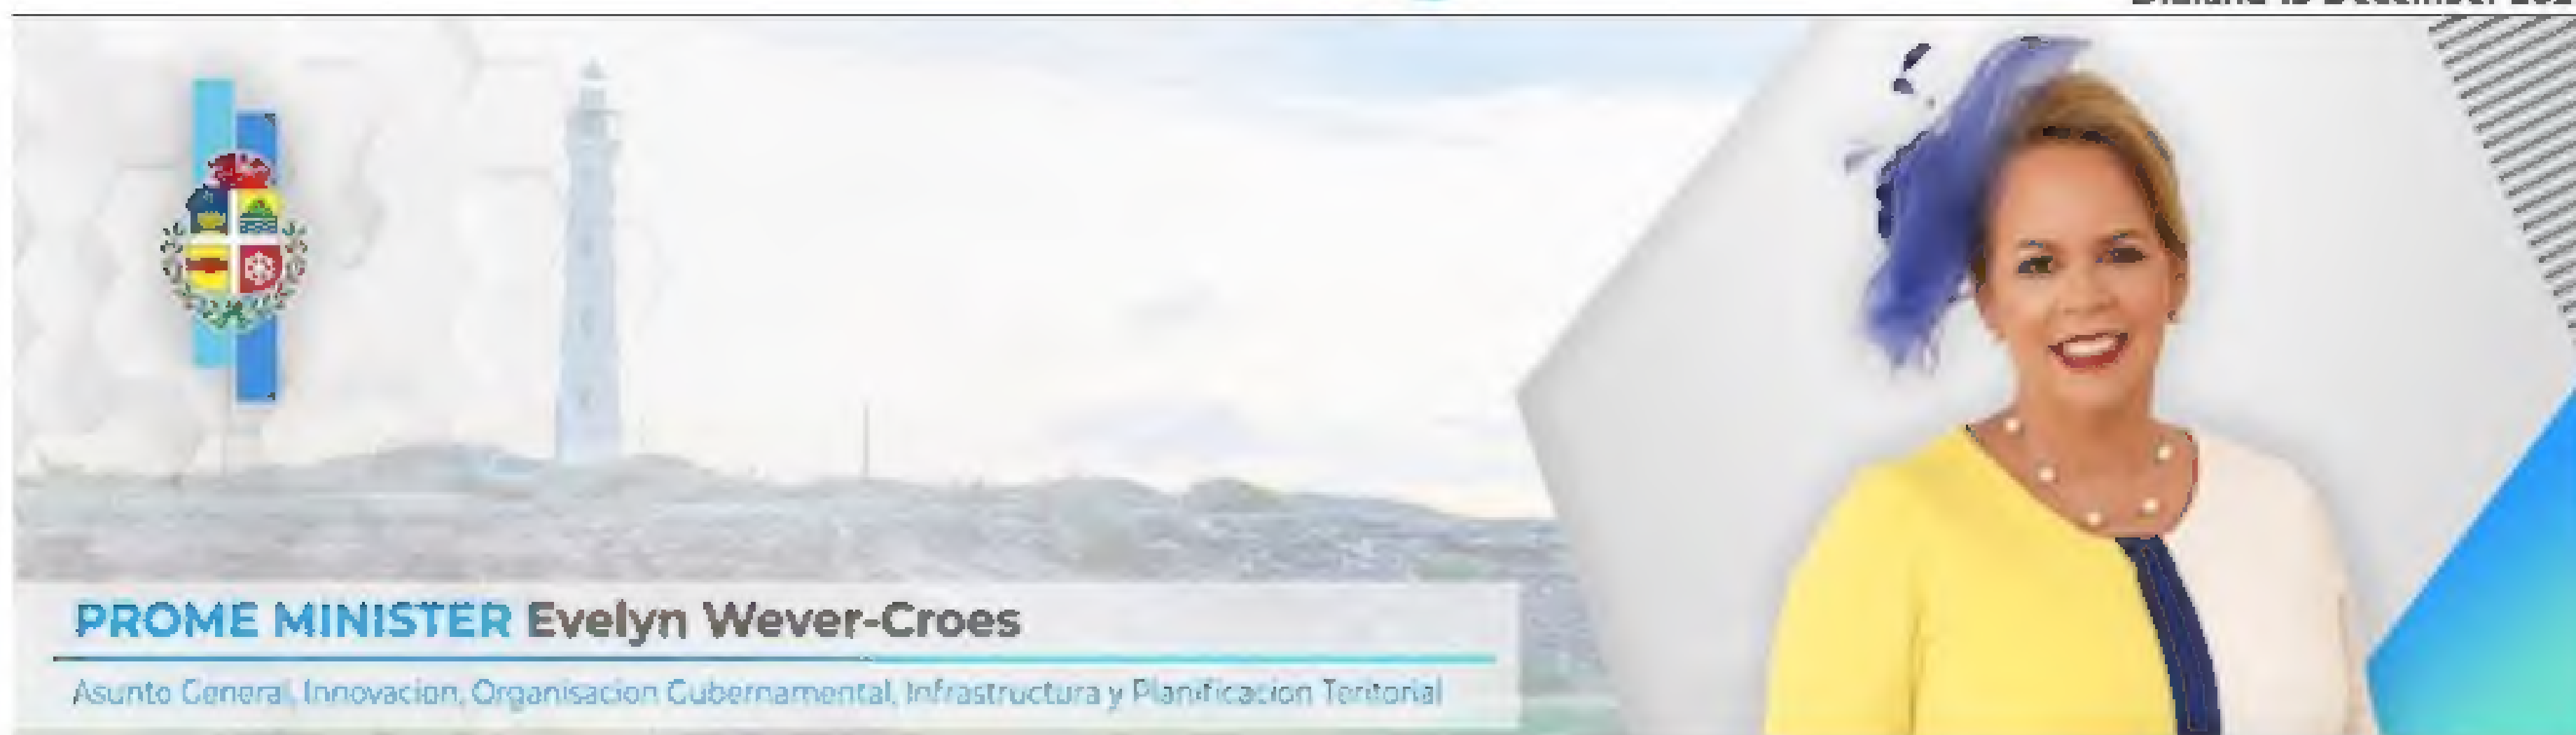 PROME MINISTER Evelyn Wever-Croes
Asunto General, Innovacion, Organisacion Gubernamental, Infrastructura y Planificacion Teritorial